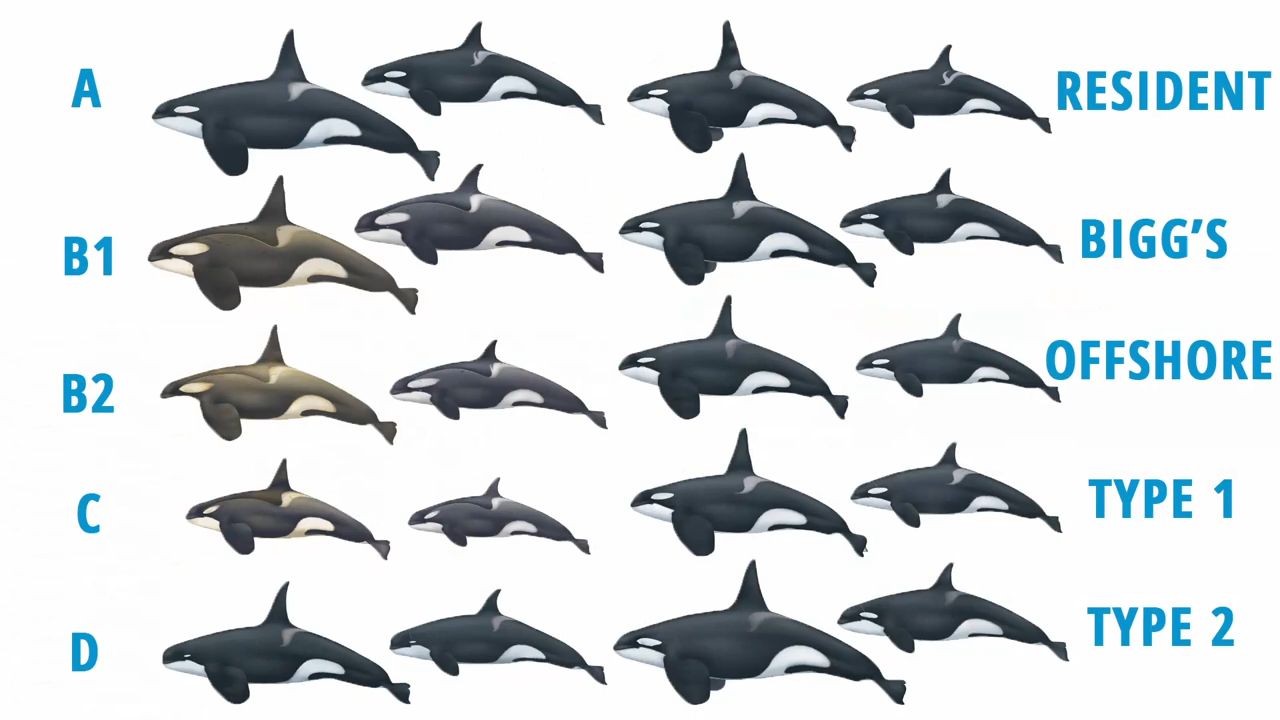 A
RESIDENT
B1
BIGG'S
B2
OFFSHORE
C
TYPE 1
D
TYPE 2